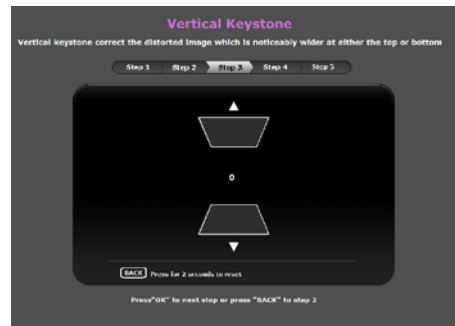 Vertical Keystone
Vertical keystone correct the distorted image which is noticeably wider at either the top or bottom
Step 1 Step 2 Step 3 Step 4 Step 5
0
BACK Press for 2 seconds to reset
Press"OK" to next step or press "BACK" to step 2